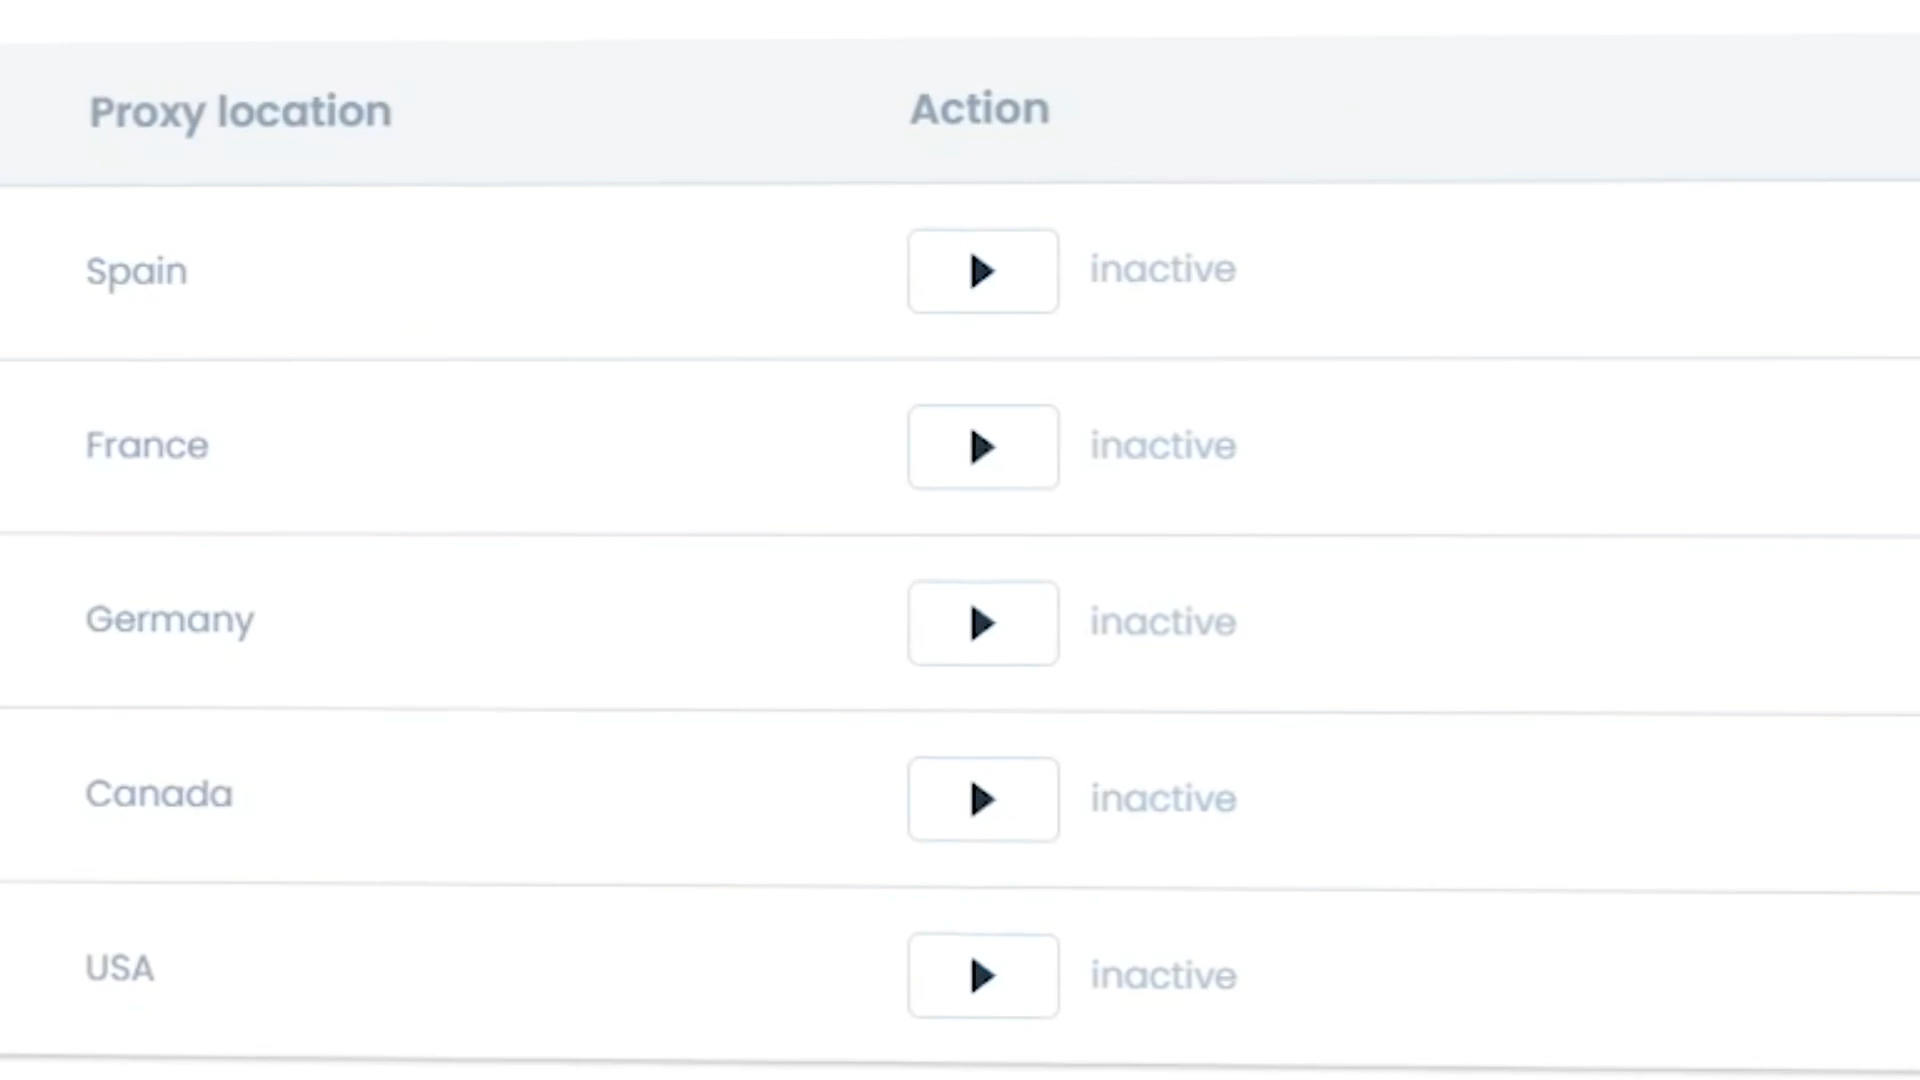 Proxy location Action
Spain inactive
France inactive
Germany inactive
Canada inactive
USA inactive